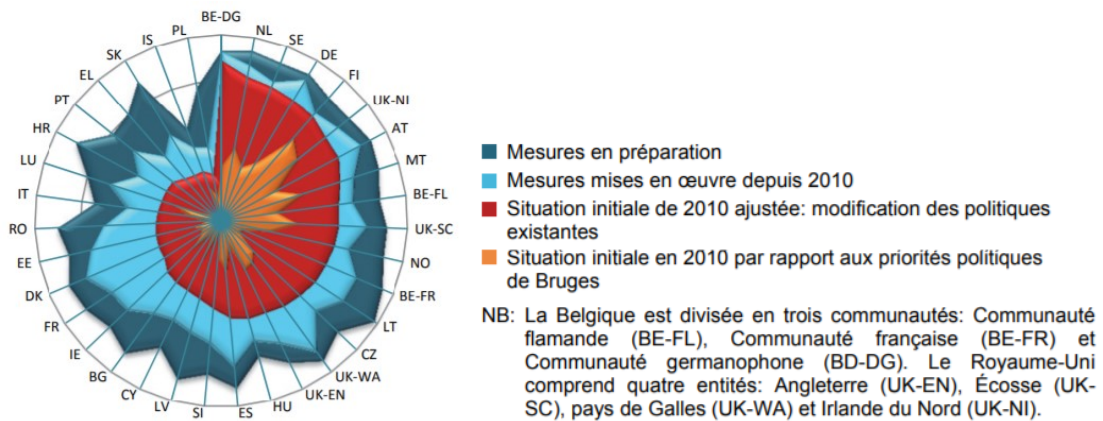 BE-DG
NL
SE
DE
FI
UK-NI
AT
MT
BE-FL
UK-SC
NO
BE-FR
LT
CZ
UK-WA
UK-EN
HU
ES
SI
LV
CY
BG
IE
FR
DK
EE
RO
IT
LU
HR
PT
EL
SK
IS
PL
Mesures en préparation
Mesures mises en œuvre depuis 2010
Situation initiale de 2010 ajustée: modification des politiques
existantes
Situation initiale en 2010 par rapport aux priorités politiques
de Bruges
NB: La Belgique est divisée en trois communautés: Communauté
flamande (BE-FL), Communauté française (BE-FR) et
Communauté germanophone (BD-DG). Le Royaume-Uni
comprend quatre entités: Angleterre (UK-EN), Écosse (UK-
SC), pays de Galles (UK-WA) et Irlande du Nord (UK-NI).